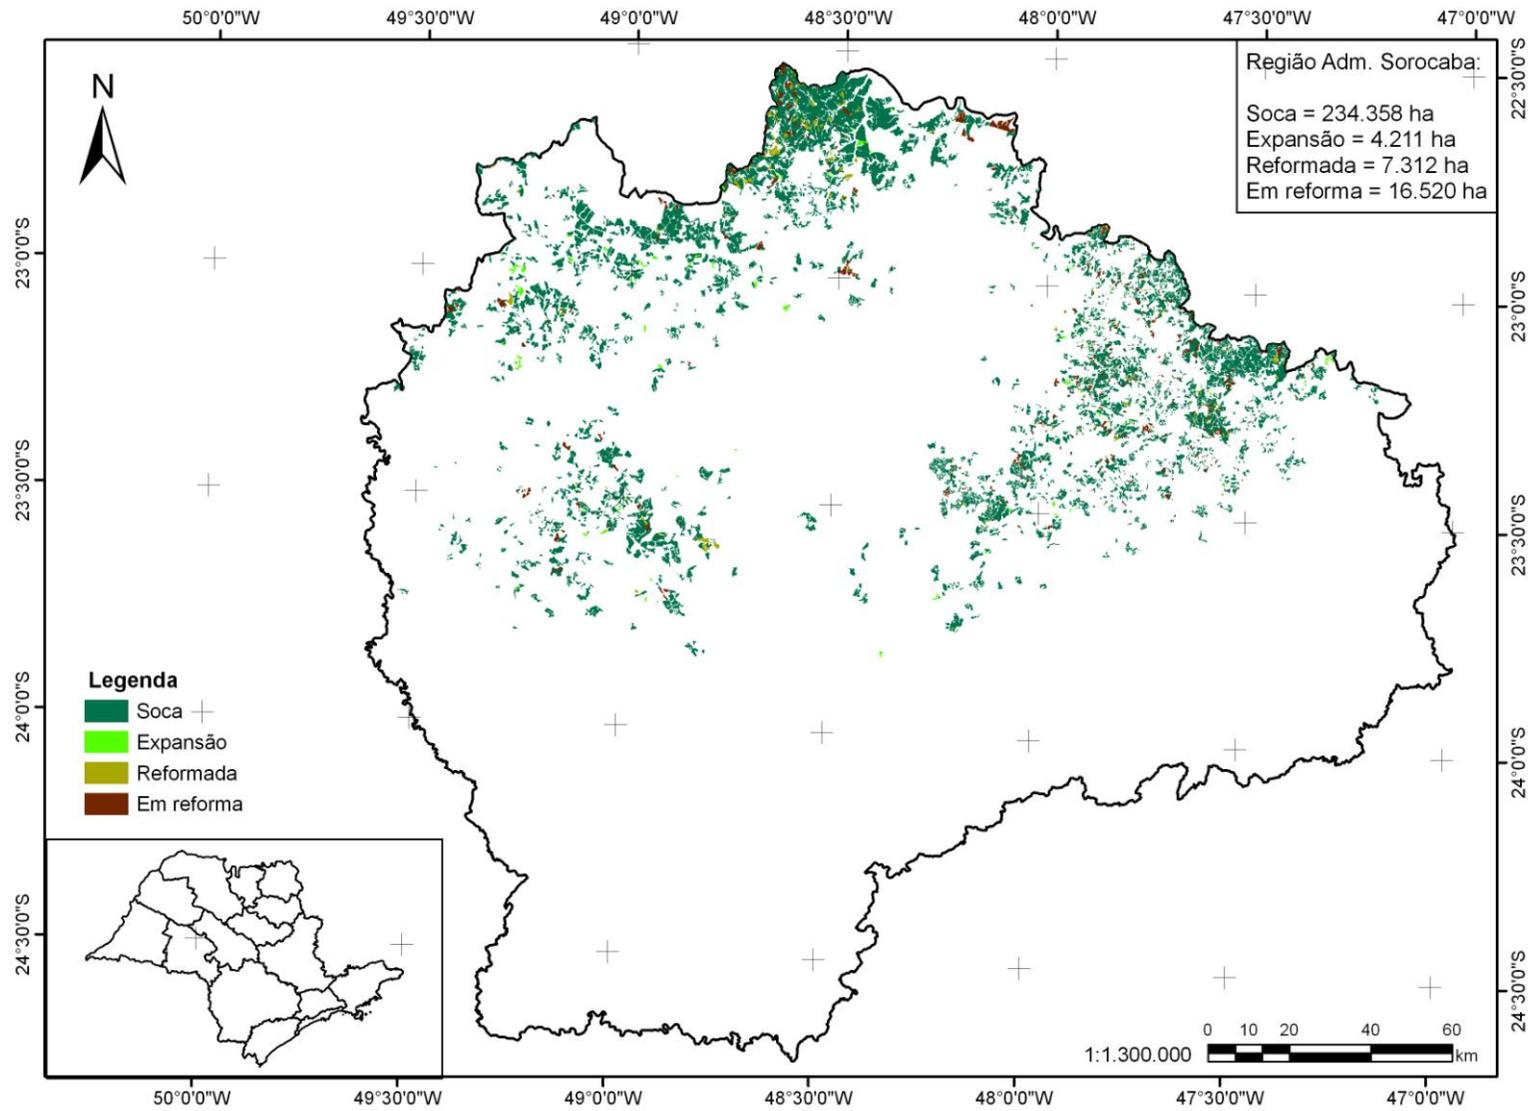 50°0'0"W 49°30'0"W 49°0'0"W 48°30'0"W 48°0'0"W 47°30'0"W 47°0'0"W
N
Região Adm. Sorocaba:
Soca = 234.358 ha
Expansão = 4.211 ha
Reformada = 7.312 ha
Em reforma = 16.520 ha
23°0'0"S
23°30'0"S
24°0'0"S
24°30'0"S
22°30'0"S
23°0'0"S
23°30'0"S
24°0'0"S
24°30'0"S
Legenda
Soca
Expansão
Reformada
Em reforma
0 10 20 40 60
1:1.300.000 km
50°0'0"W 49°30'0"W 49°0'0"W 48°30'0"W 48°0'0"W 47°30'0"W 47°0'0"W